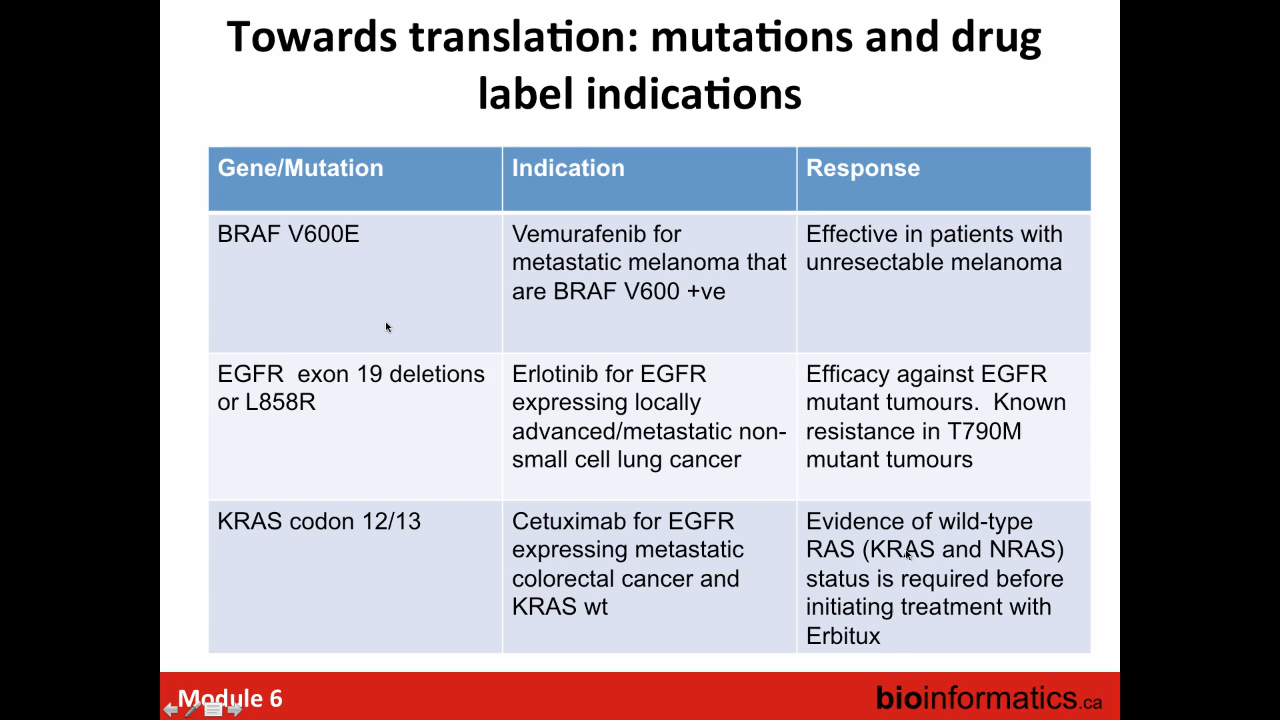 Towards translation: mutations and drug
label indications
Gene/Mutation
Indication
Response
BRAF V600E
Vemurafenib for
metastatic melanoma that
are BRAF V600 +ve
Effective in patients with
unresectable melanoma
EGFR  exon 19 deletions
or L858R
Erlotinib for EGFR
expressing locally
advanced/metastatic non-
small cell lung cancer
Efficacy against EGFR
mutant tumours.  Known
resistance in T790M
mutant tumours
KRAS codon 12/13
Cetuximab for EGFR
expressing metastatic
colorectal cancer and
KRAS wt
Evidence of wild-type
RAS (KRAS and NRAS)
status is required before
initiating treatment with
Erbitux
Module 6
bioinformatics.ca